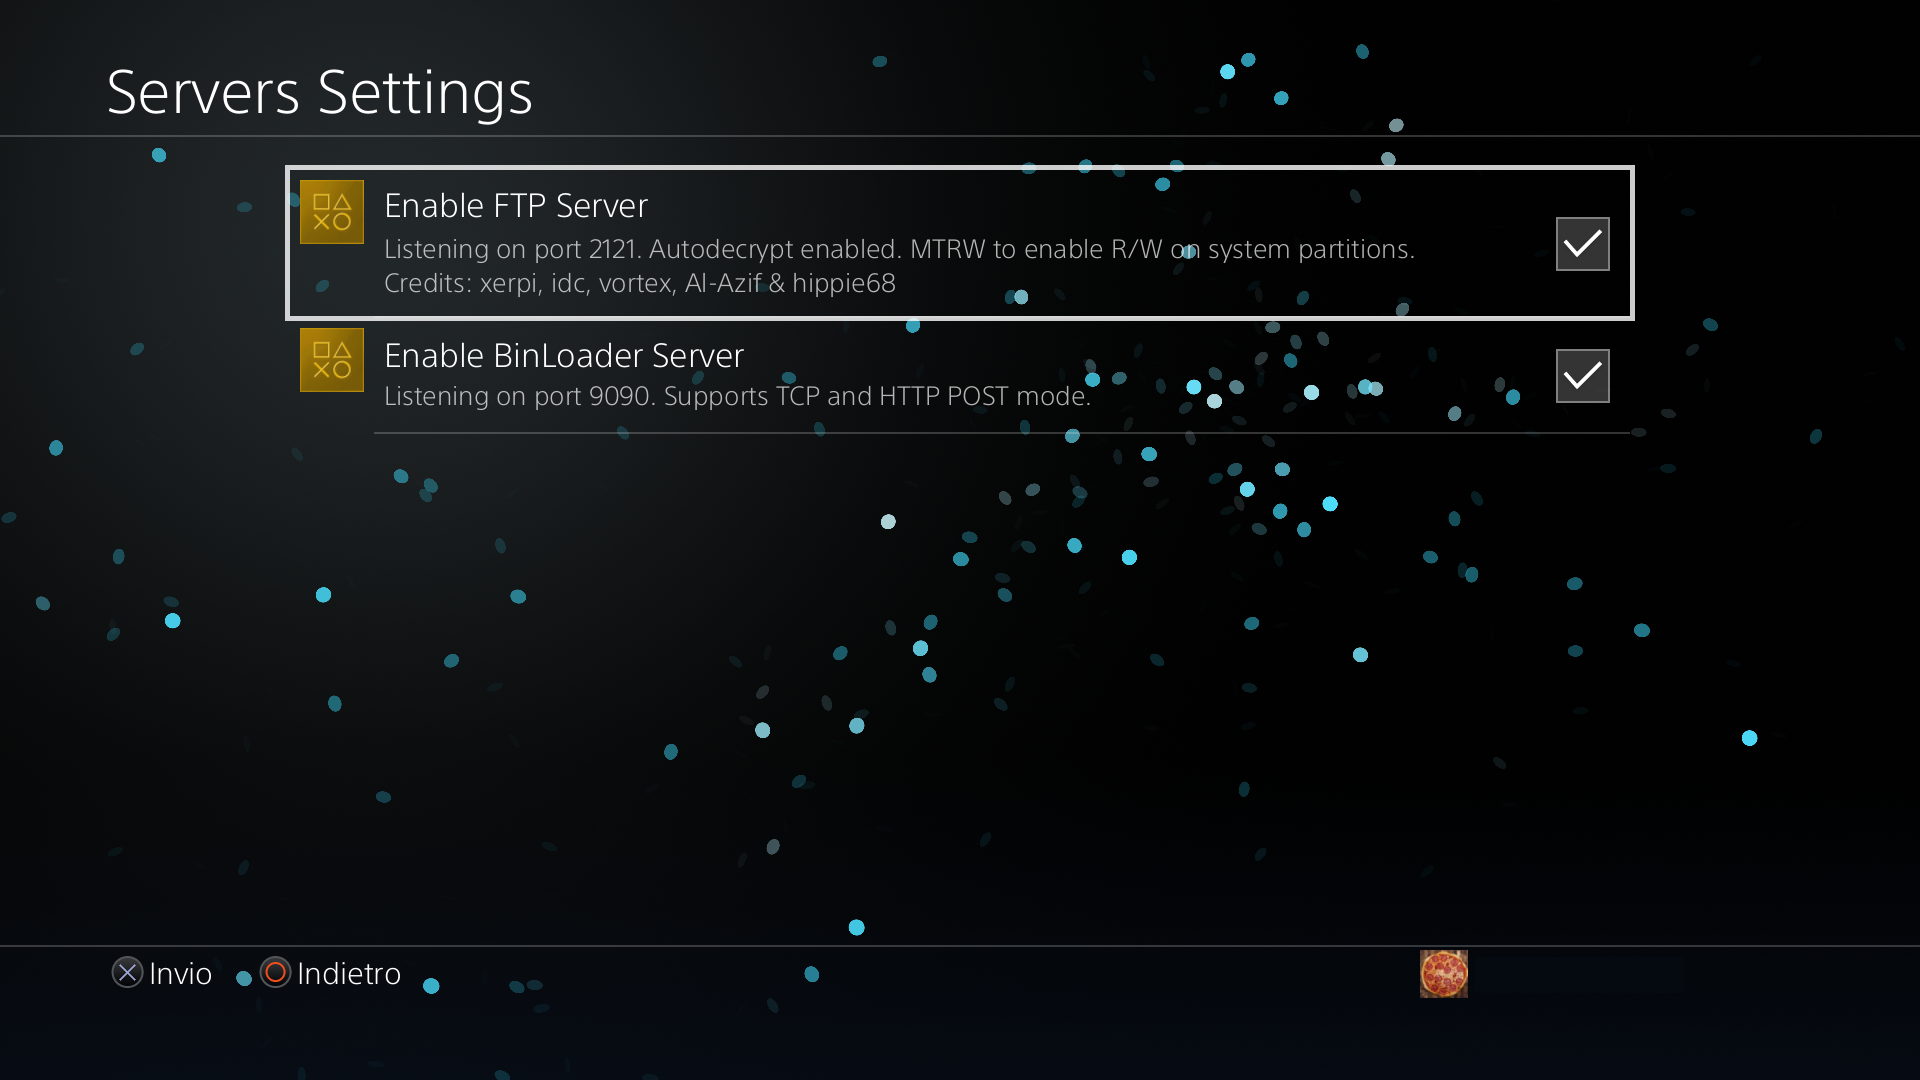 Servers Settings
Enable FTP Server
Listening on port 2121. Autodecrypt enabled. MTRW to enable R/W on system partitions.
Credits: xerpi, idc, vortex, Al-Azif & hippie68
Enable BinLoader Server
Listening on port 9090. Supports TCP and HTTP POST mode.
Invio Indietro